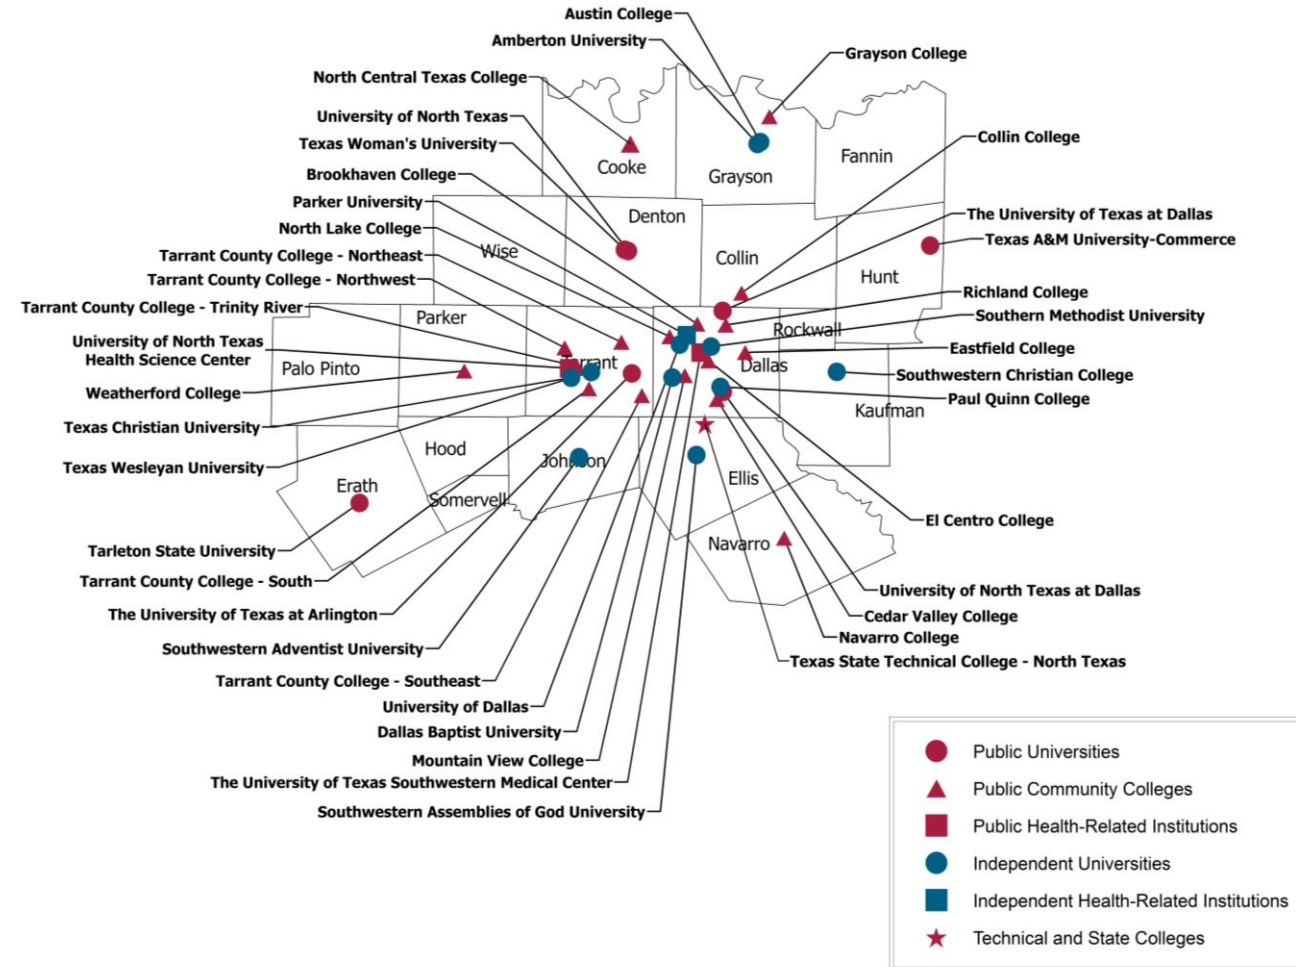 Austin College
Amberton University
Grayson College
North Central Texas College
University of North Texas
Texas Woman's University
Brookhaven College
Parker University
North Lake College
Tarrant County College - Northeast
Tarrant County College - Northwest
Tarrant County College - Trinity River
University of North Texas
Health Science Center
Weatherford College
Texas Christian University
Texas Wesleyan University
Tarleton State University
Tarrant County College - South
The University of Texas at Arlington
Southwestern Adventist University
Tarrant County College - Southeast
University of Dallas
Dallas Baptist University
Mountain View College
The University of Texas Southwestern Medical Center
Southwestern Assemblies of God University
Cooke
Grayson
Fannin
Denton
Wise
Collin
Hunt
Parker
Rockwall
Palo Pinto
Tarrant
Dallas
Kaufman
Hood
Johnson
Ellis
Erath
Somervell
Navarro
Collin College
The University of Texas at Dallas
Texas A&M University-Commerce
Richland College
Southern Methodist University
Eastfield College
Southwestern Christian College
Paul Quinn College
El Centro College
University of North Texas at Dallas
Cedar Valley College
Navarro College
Texas State Technical College - North Texas
Public Universities
Public Community Colleges
Public Health-Related Institutions
Independent Universities
Independent Health-Related Institutions
Technical and State Colleges